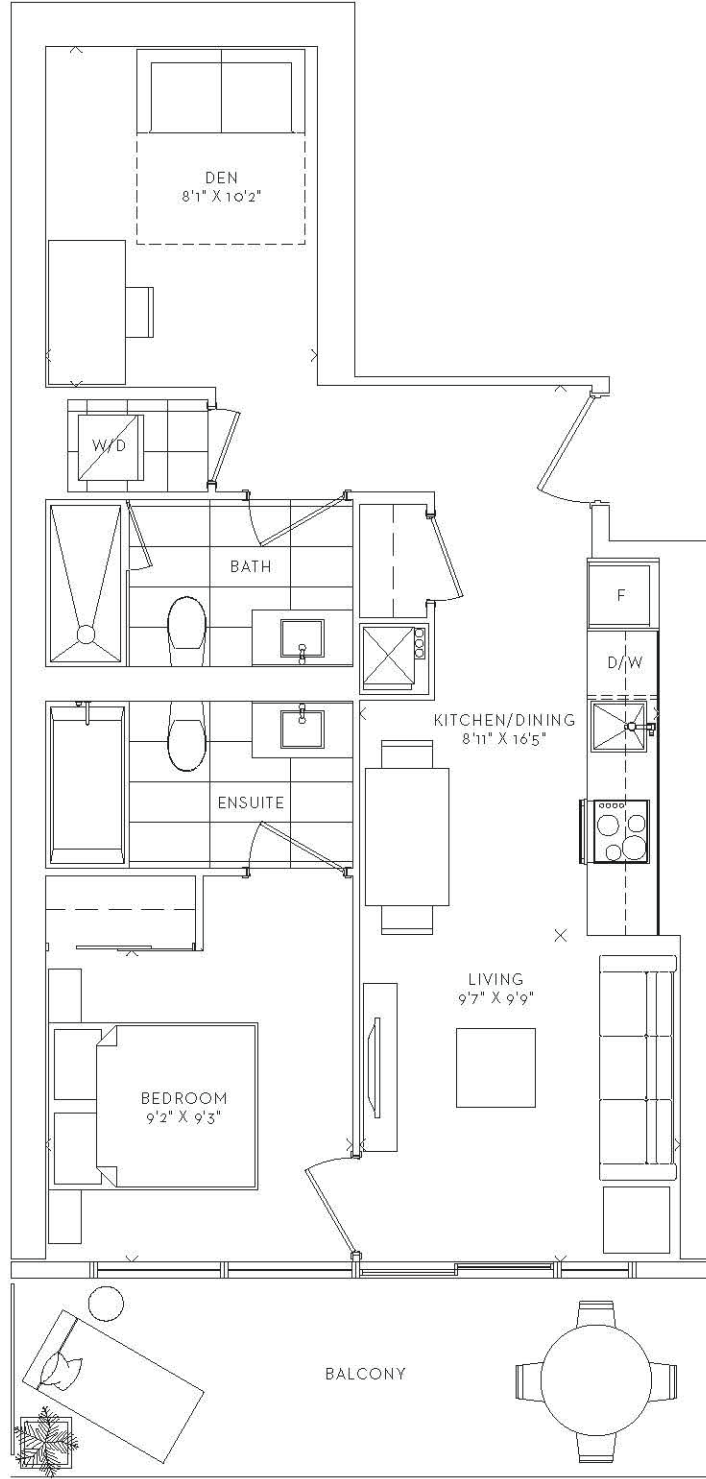 DEN
8'1" X 10'2"
W/D
BATH
F
D/W
KITCHEN/DINING
8'11" X 16'5"
ENSUITE
LIVING
9'7" X 9'9"
BEDROOM
9'2" X 9'3"
BALCONY